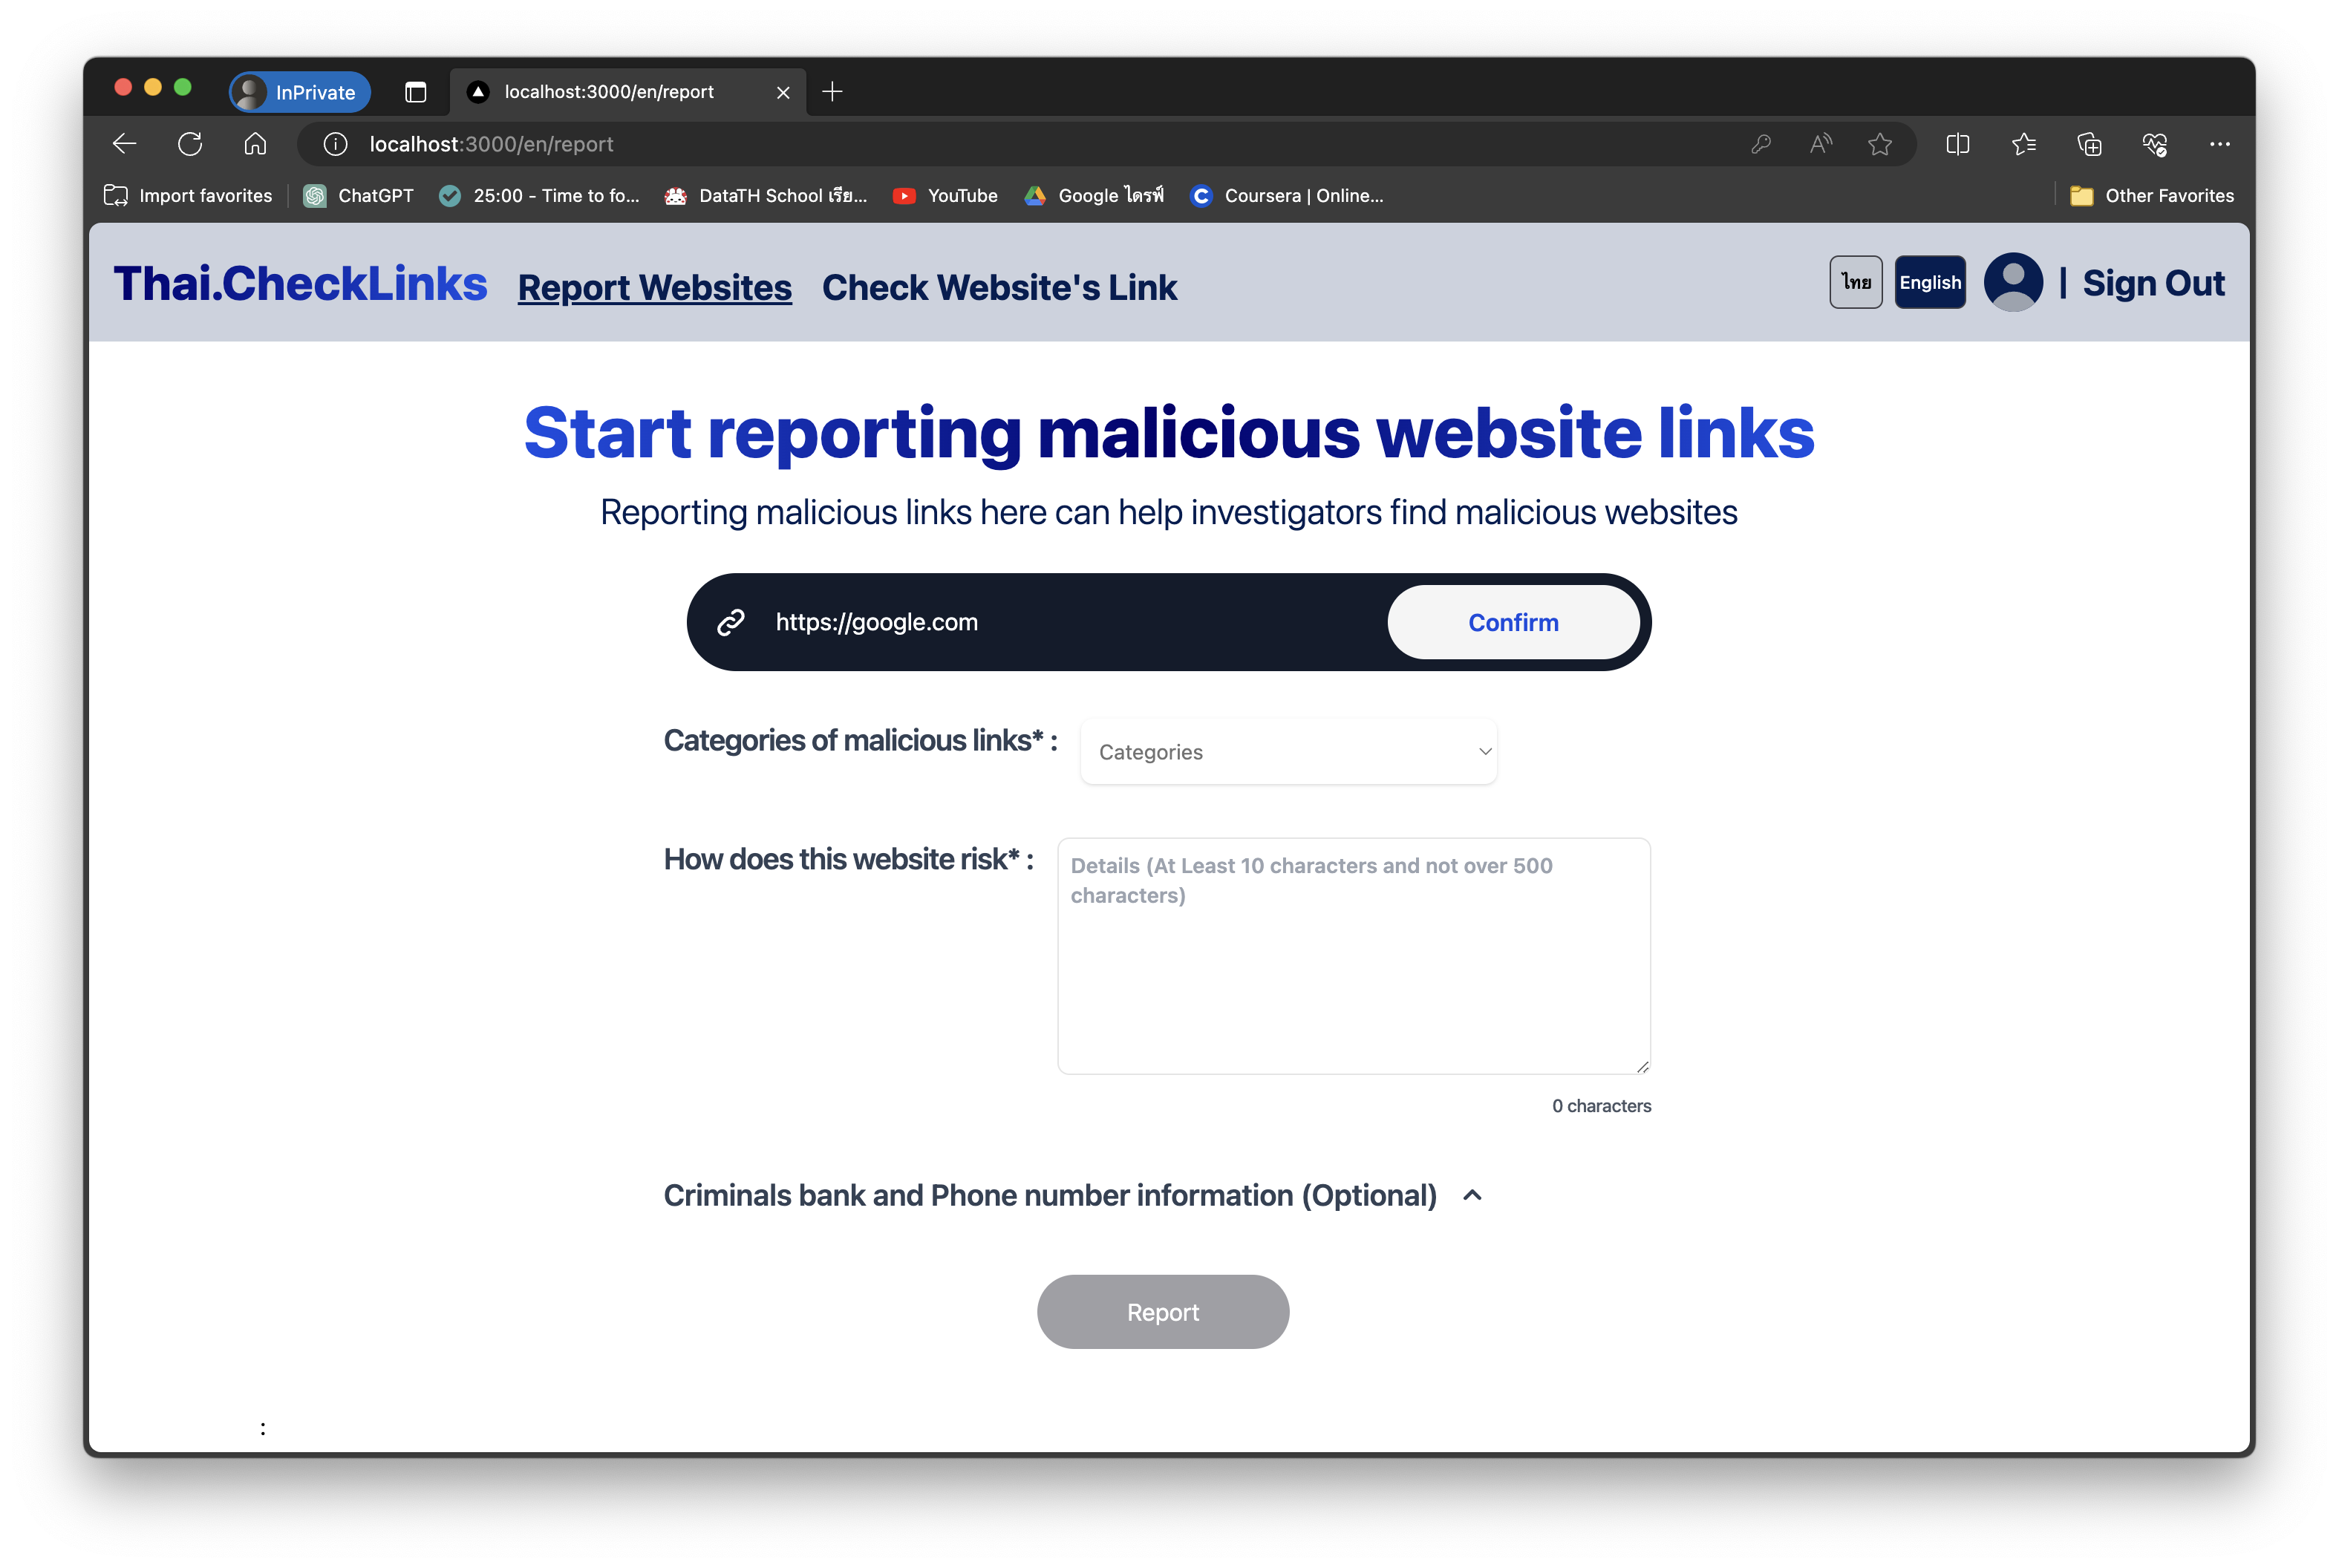 InPrivate
localhost:3000/en/report
localhost:3000/en/report
Import favorites
ChatGPT
25:00 - Time to fo...
DataTH School เรีย...
YouTube
Google ไดรฟ์
Coursera | Online...
Other Favorites
Thai.CheckLinks
Report Websites
Check Website's Link
ไทย
English
| Sign Out
Start reporting malicious website links
Reporting malicious links here can help investigators find malicious websites
https://google.com
Confirm
Categories of malicious links* :
Categories
How does this website risk* :
Details (At Least 10 characters and not over 500
characters)
0 characters
Criminals bank and Phone number information (Optional)
Report
: